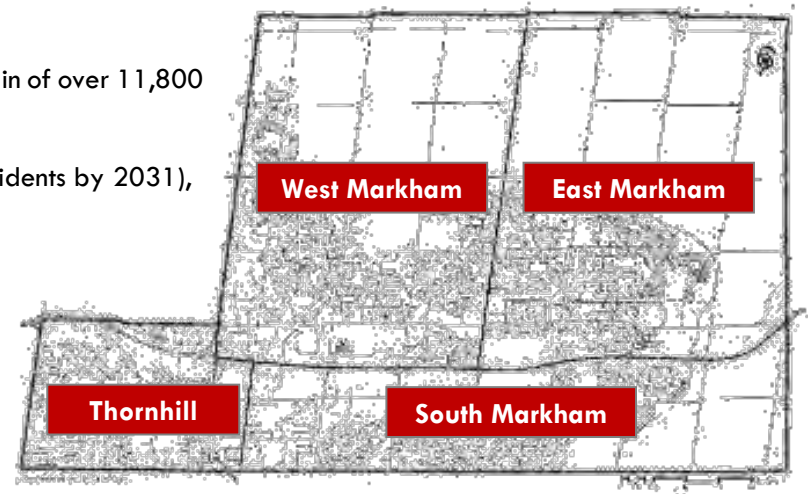 in of over 11,800
idents by 2031),
West Markham
East Markham
Thornhill
South Markham